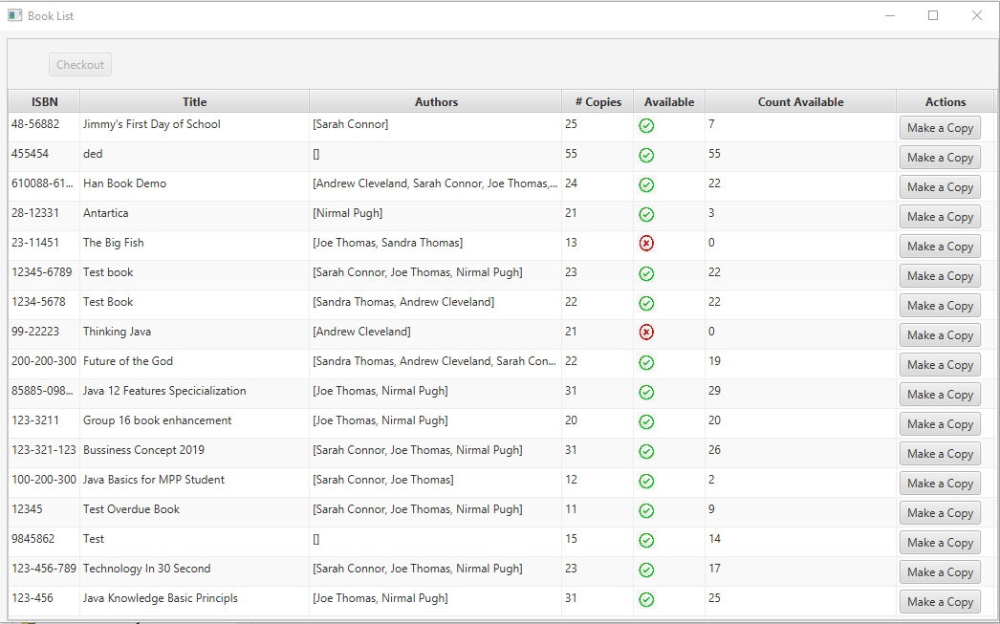 Book List
Checkout
ISBN Title Authors # Copies Available Count Available Actions
48-56882 Jimmy's First Day of School [Sarah Connor] 25 7 Make a Copy
455454 ded [] 55 55 Make a Copy
610088-61... Han Book Demo [Andrew Cleveland, Sarah Connor, Joe Thomas,... 24 22 Make a Copy
28-12331 Antartica [Nirmal Pugh] 21 3 Make a Copy
23-11451 The Big Fish [Joe Thomas, Sandra Thomas] 13 0 Make a Copy
12345-6789 Test book [Sarah Connor, Joe Thomas, Nirmal Pugh] 23 22 Make a Copy
1234-5678 Test Book [Sandra Thomas, Andrew Cleveland] 22 22 Make a Copy
99-22223 Thinking Java [Andrew Cleveland] 21 0 Make a Copy
200-200-300 Future of the God [Sandra Thomas, Andrew Cleveland, Sarah Con... 22 19 Make a Copy
85885-098... Java 12 Features Specicialization [Joe Thomas, Nirmal Pugh] 31 29 Make a Copy
123-3211 Group 16 book enhancement [Joe Thomas, Nirmal Pugh] 20 20 Make a Copy
123-321-123 Bussiness Concept 2019 [Sarah Connor, Joe Thomas, Nirmal Pugh] 31 26 Make a Copy
100-200-300 Java Basics for MPP Student [Sarah Connor, Joe Thomas] 12 2 Make a Copy
12345 Test Overdue Book [Sarah Connor, Joe Thomas, Nirmal Pugh] 11 9 Make a Copy
9845862 Test [] 15 14 Make a Copy
123-456-789 Technology In 30 Second [Sarah Connor, Joe Thomas, Nirmal Pugh] 23 17 Make a Copy
123-456 Java Knowledge Basic Principls [Joe Thomas, Nirmal Pugh] 31 25 Make a Copy